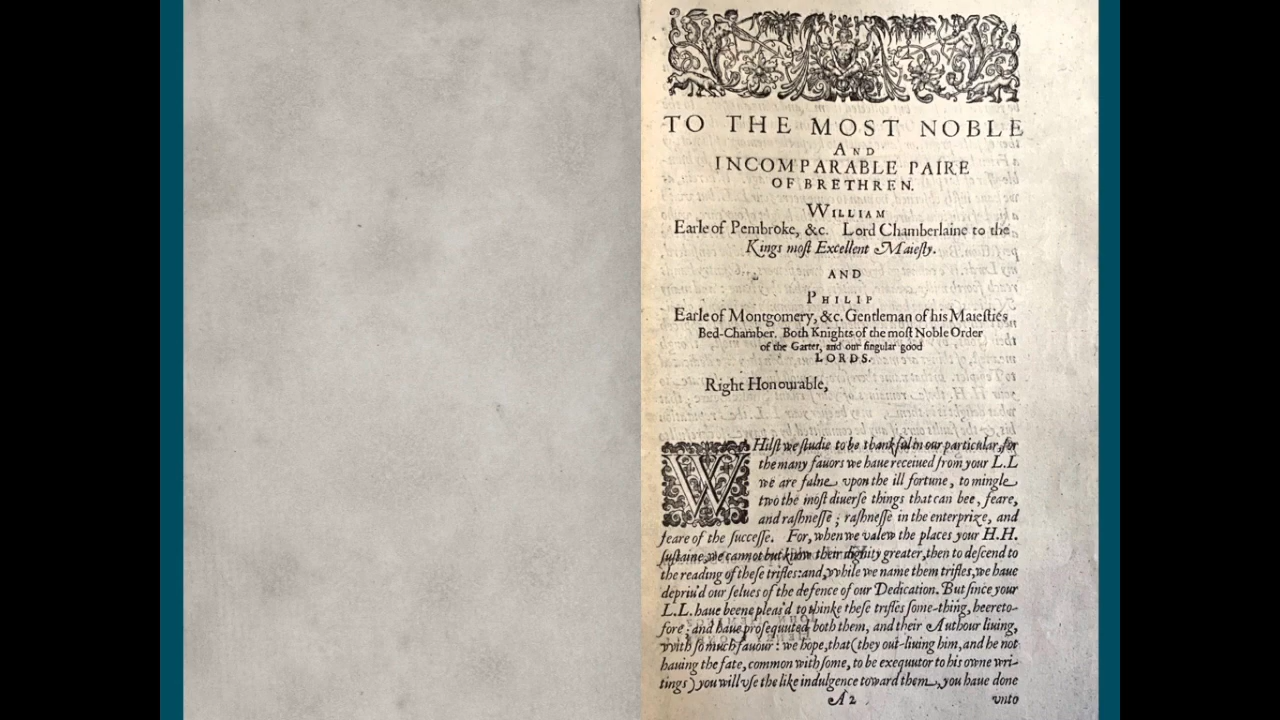 TO THE MOST NOBLE
AND
INCOMPARABLE PAIRE
OF BRETHREN.
WILLIAM
Earle of Pembroke, &c. Lord Chamberlaine to the
Kings moſt Excellent Maieſty.
AND
PHILIP
Earle of Montgomery, &c. Gentleman of his Maieſties
Bed-Chamber. Both Knights of the moſt Noble Order
of the Garter, and our ſingular good
LORDS.
Right Honourable,
WHilſt we ſtudie to be thankful in our particular, for
the many fauors we haue receiued from your L.L
we are falne vpon the ill fortune, to mingle
two the moſt diuerſe things that can bee, feare,
and raſhneſſe; raſhneſſe in the enterprize, and
feare of the ſucceſſe. For, when we valew the places your H.H.
ſuſtaine, we cannot but know their dignity greater, then to deſcend to
the reading of theſe trifles: and, while we name them trifles, we haue
depriu'd our ſelues of the defence of our Dedication. But ſince your
L.L. haue beene pleas'd to thinke theſe trifles ſome-thing, heereto-
fore; and haue proſequuted both them, and their Authour liuing,
with ſo much fauour: we hope, that (they out-liuing him, and he not
hauing the fate, common with ſome, to be exequutor to his owne wri-
tings) you will vſe the like indulgence toward them, you haue done
A 2 vnto